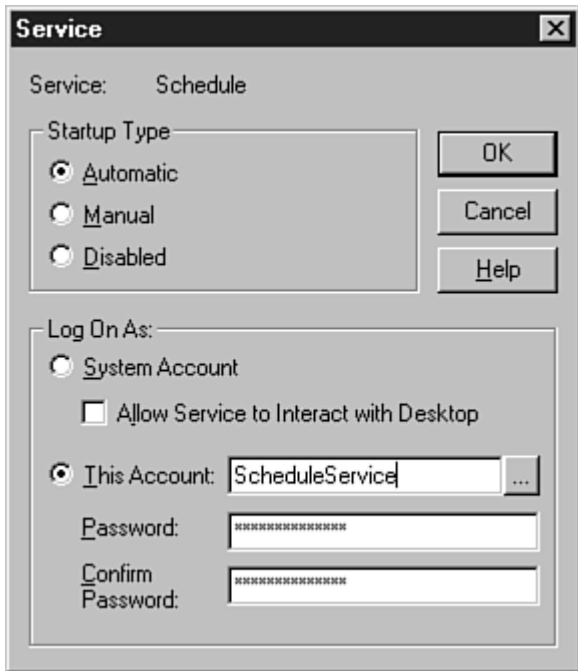 Service
Service: Schedule
Startup Type
Automatic
Manual
Disabled
OK
Cancel
Help
Log On As:
System Account
Allow Service to Interact with Desktop
This Account: ScheduleService ...
Password: **************
Confirm
Password: **************